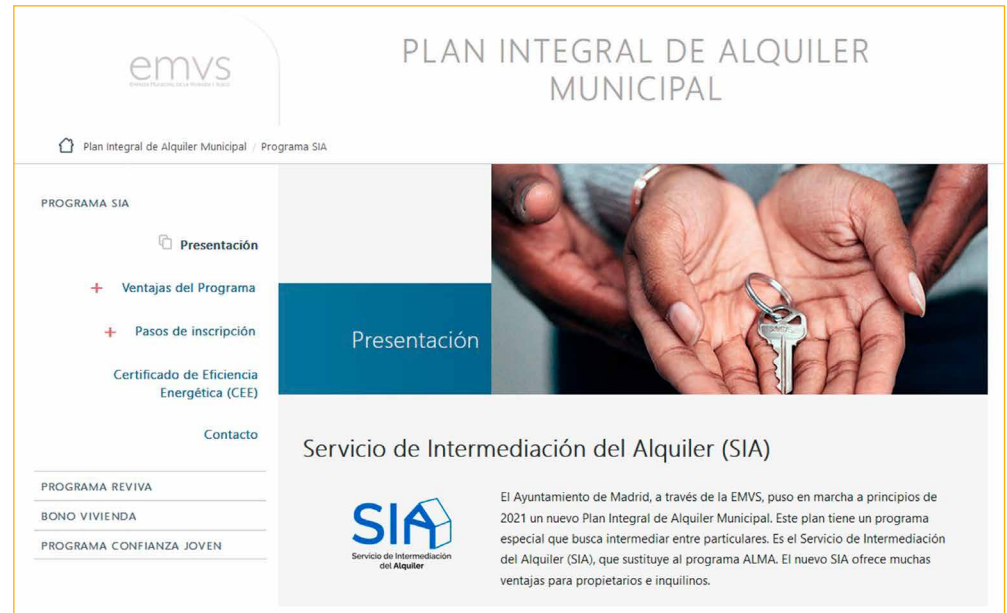 emvs
PLAN INTEGRAL DE ALQUILER
MUNICIPAL
Plan Integral de Alquiler Municipal / Programa SIA
PROGRAMA SIA
Presentación
+ Ventajas del Programa
+ Pasos de inscripción
Certificado de Eficiencia
Energética (CEE)
Contacto
PROGRAMA REVIVA
BONO VIVIENDA
PROGRAMA CONFIANZA JOVEN
Presentación
Servicio de Intermediación del Alquiler (SIA)
SIA
Servicio de Intermediación
del Alquiler
El Ayuntamiento de Madrid, a través de la EMVS, puso en marcha a principios de
2021 un nuevo Plan Integral de Alquiler Municipal. Este plan tiene un programa
especial que busca intermediar entre particulares. Es el Servicio de Intermediación
del Alquiler (SIA), que sustituye al programa ALMA. El nuevo SIA ofrece muchas
ventajas para propietarios e inquilinos.